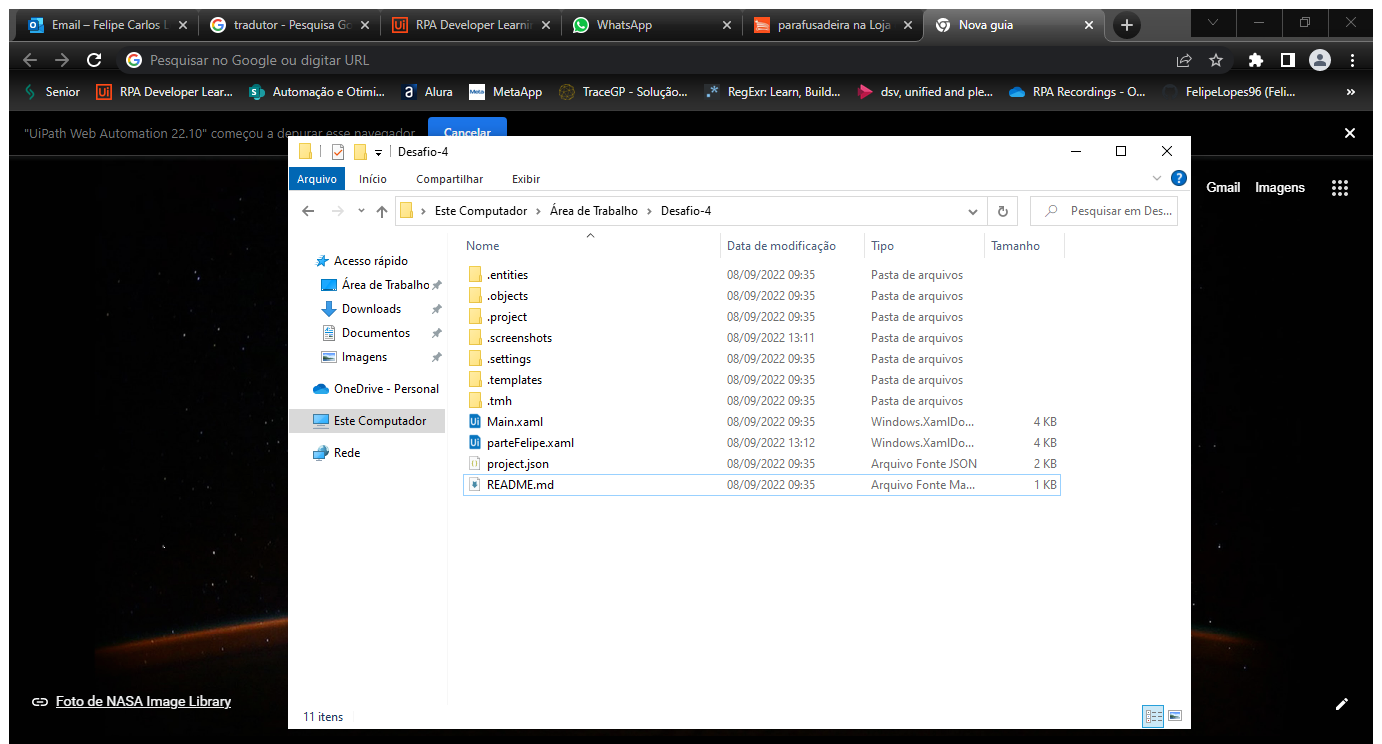 Email – Felipe Carlos L
tradutor - Pesquisa Go
RPA Developer Learnin
WhatsApp
parafusadeira na Loja
Nova guia
Pesquisar no Google ou digitar URL
Senior
RPA Developer Lear...
Automação e Otimi...
Alura
MetaApp
TraceGP - Solução...
RegExr: Learn, Build...
dsv, unified and ple...
RPA Recordings - O...
FelipeLopes96 (Feli...
»
"UiPath Web Automation 22.10" começou a depurar esse navegador
Cancelar
Gmail
Imagens
Desafio-4
Arquivo
Início
Compartilhar
Exibir
Este Computador
Área de Trabalho
Desafio-4
Pesquisar em Des...
Acesso rápido
Área de Trabalho
Downloads
Documentos
Imagens
OneDrive - Personal
Este Computador
Rede
Nome Data de modificação Tipo Tamanho
.entities 08/09/2022 09:35 Pasta de arquivos
.objects 08/09/2022 09:35 Pasta de arquivos
.project 08/09/2022 09:35 Pasta de arquivos
.screenshots 08/09/2022 13:11 Pasta de arquivos
.settings 08/09/2022 09:35 Pasta de arquivos
.templates 08/09/2022 09:35 Pasta de arquivos
.tmh 08/09/2022 09:35 Pasta de arquivos
Main.xaml 08/09/2022 09:35 Windows.XamlDo... 4 KB
parteFelipe.xaml 08/09/2022 13:12 Windows.XamlDo... 4 KB
project.json 08/09/2022 09:35 Arquivo Fonte JSON 2 KB
README.md 08/09/2022 09:35 Arquivo Fonte Ma... 1 KB
11 itens
Foto de NASA Image Library